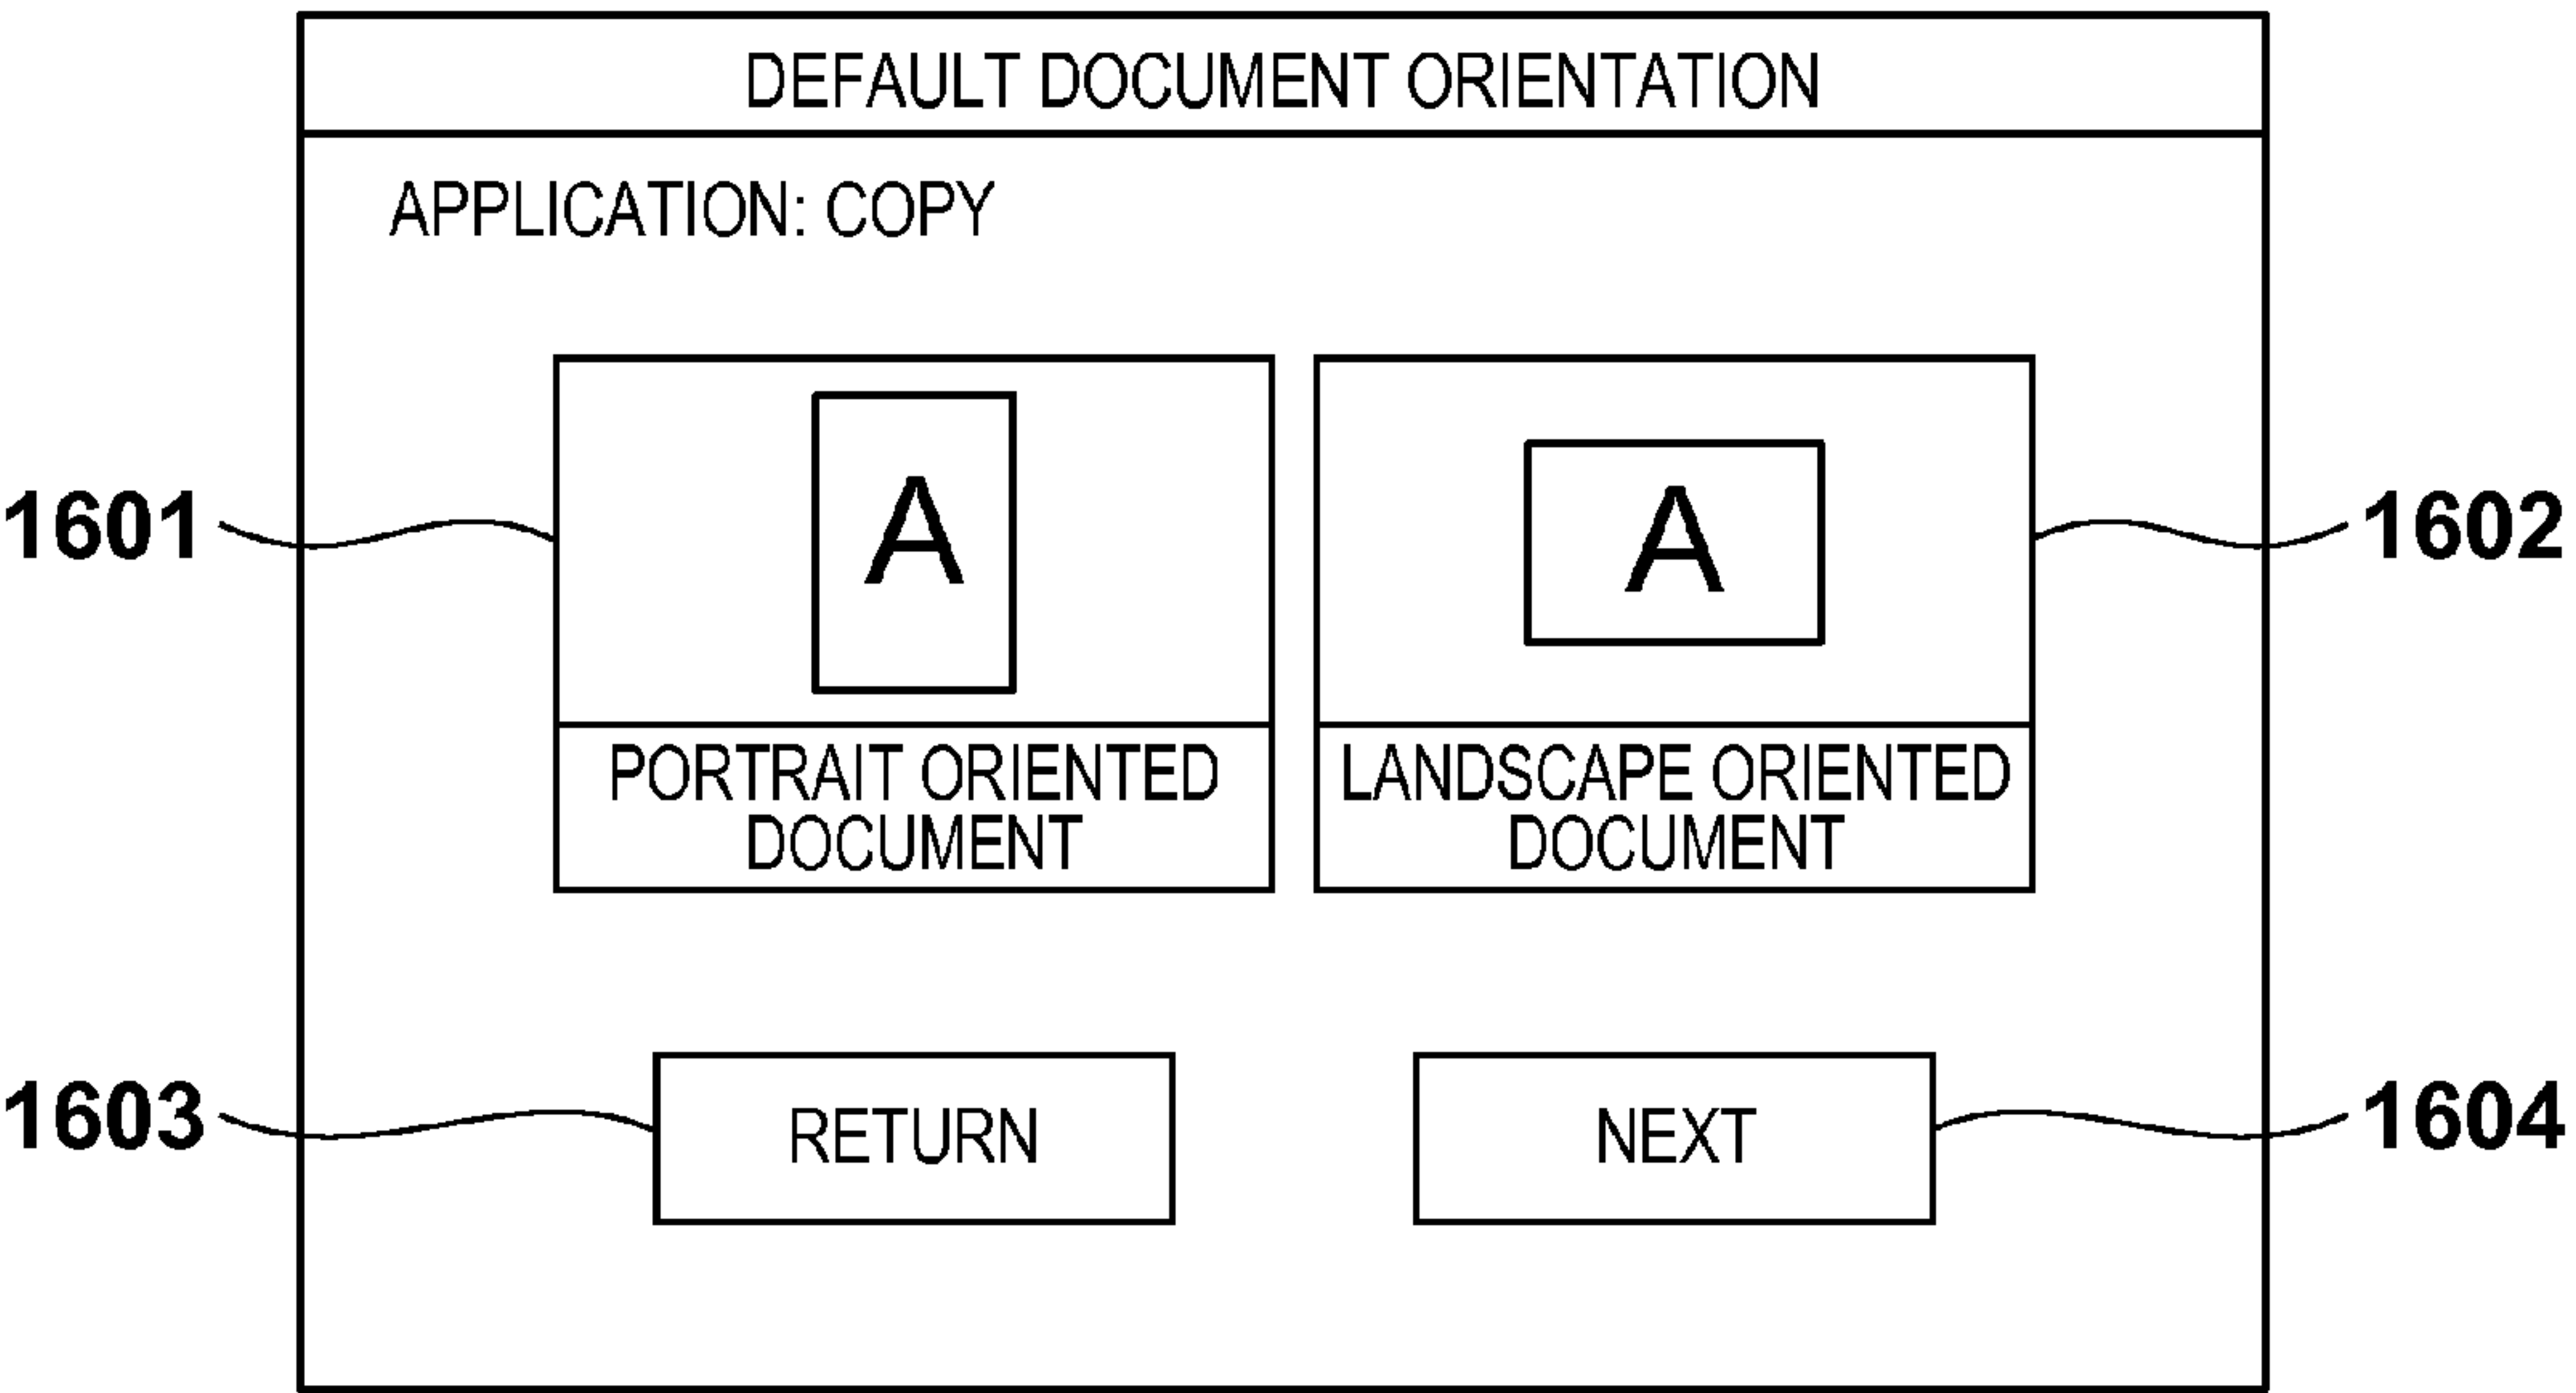 DEFAULT DOCUMENT ORIENTATION
APPLICATION: COPY
A
A
1601
1602
PORTRAIT ORIENTED
DOCUMENT
LANDSCAPE ORIENTED
DOCUMENT
1603
RETURN
NEXT
1604